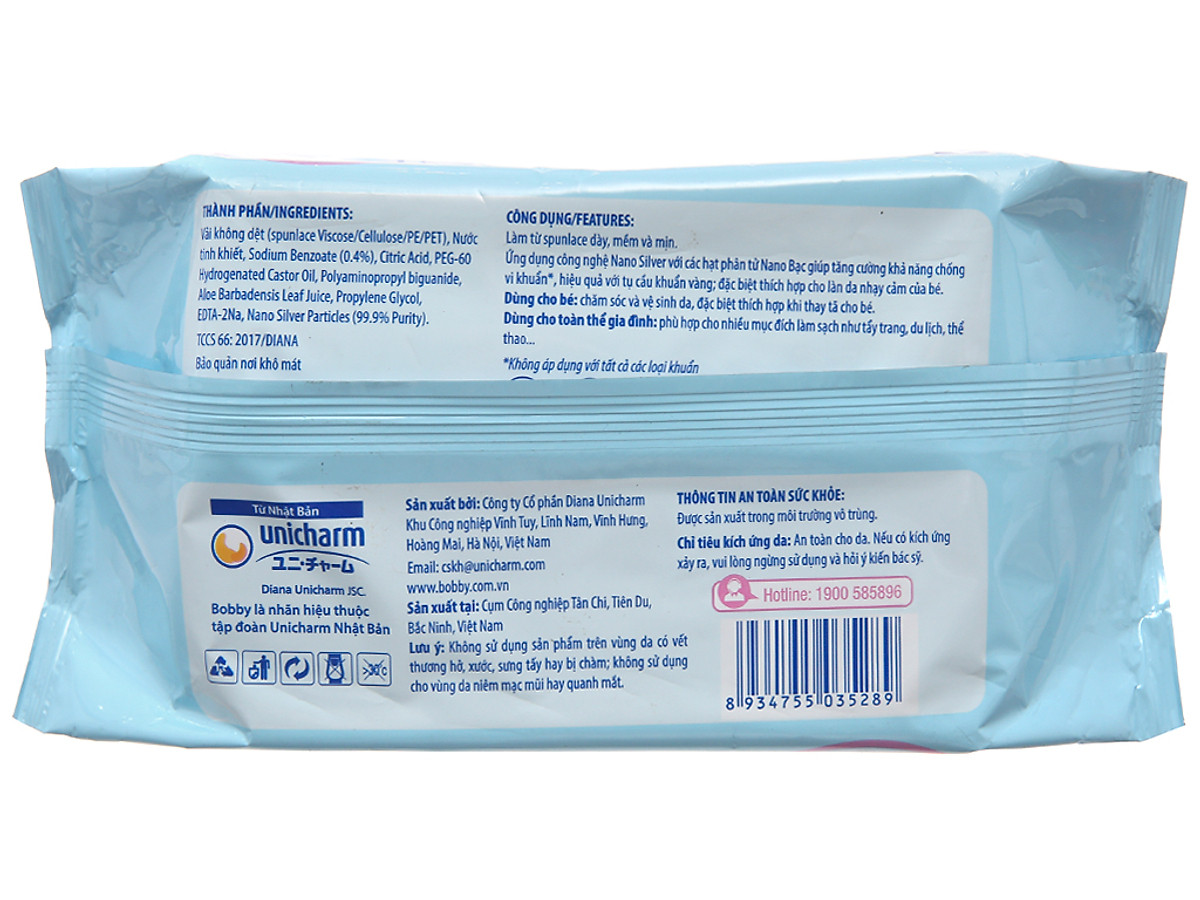 THÀNH PHẦN/INGREDIENTS:
Vải không dệt (spunlace Viscose/Cellulose/PE/PET), Nước
tinh khiết, Sodium Benzoate (0.4%), Citric Acid, PEG-60
Hydrogenated Castor Oil, Polyaminopropyl biguanide,
Aloe Barbadensis Leaf Juice, Propylene Glycol,
EDTA-2Na, Nano Silver Particles (99.9% Purity).
TCCS 66: 2017/DIANA
Bảo quản nơi khô mát
CÔNG DỤNG/FEATURES:
Làm từ spunlace dày, mềm và mịn.
Ứng dụng công nghệ Nano Silver với các hạt phân tử Nano Bạc giúp tăng cường khả năng chống
vi khuẩn*, hiệu quả với tụ cầu khuẩn vàng; đặc biệt thích hợp cho làn da nhạy cảm của bé.
Dùng cho bé: chăm sóc và vệ sinh da, đặc biệt thích hợp khi thay tã cho bé.
Dùng cho toàn thể gia đình: phù hợp cho nhiều mục đích làm sạch như tẩy trang, du lịch, thể
thao...
*Không áp dụng với tất cả các loại khuẩn
Từ Nhật Bản
unicharm
ユニ・チャーム
Diana Unicharm JSC.
Bobby là nhãn hiệu thuộc
tập đoàn Unicharm Nhật Bản
>30°C
Sản xuất bởi: Công ty Cổ phần Diana Unicharm
Khu Công nghiệp Vĩnh Tuy, Lĩnh Nam, Vĩnh Hưng,
Hoàng Mai, Hà Nội, Việt Nam
Email: cskh@unicharm.com
www.bobby.com.vn
Sản xuất tại: Cụm Công nghiệp Tân Chi, Tiên Du,
Bắc Ninh, Việt Nam
Lưu ý: Không sử dụng sản phẩm trên vùng da có vết
thương hở, xước, sưng tấy hay bị chàm; không sử dụng
cho vùng da niêm mạc mũi hay quanh mắt.
THÔNG TIN AN TOÀN SỨC KHỎE:
Được sản xuất trong môi trường vô trùng.
Chỉ tiêu kích ứng da: An toàn cho da. Nếu có kích ứng
xảy ra, vui lòng ngừng sử dụng và hỏi ý kiến bác sỹ.
Hotline: 1900 585896
8 934755 035289